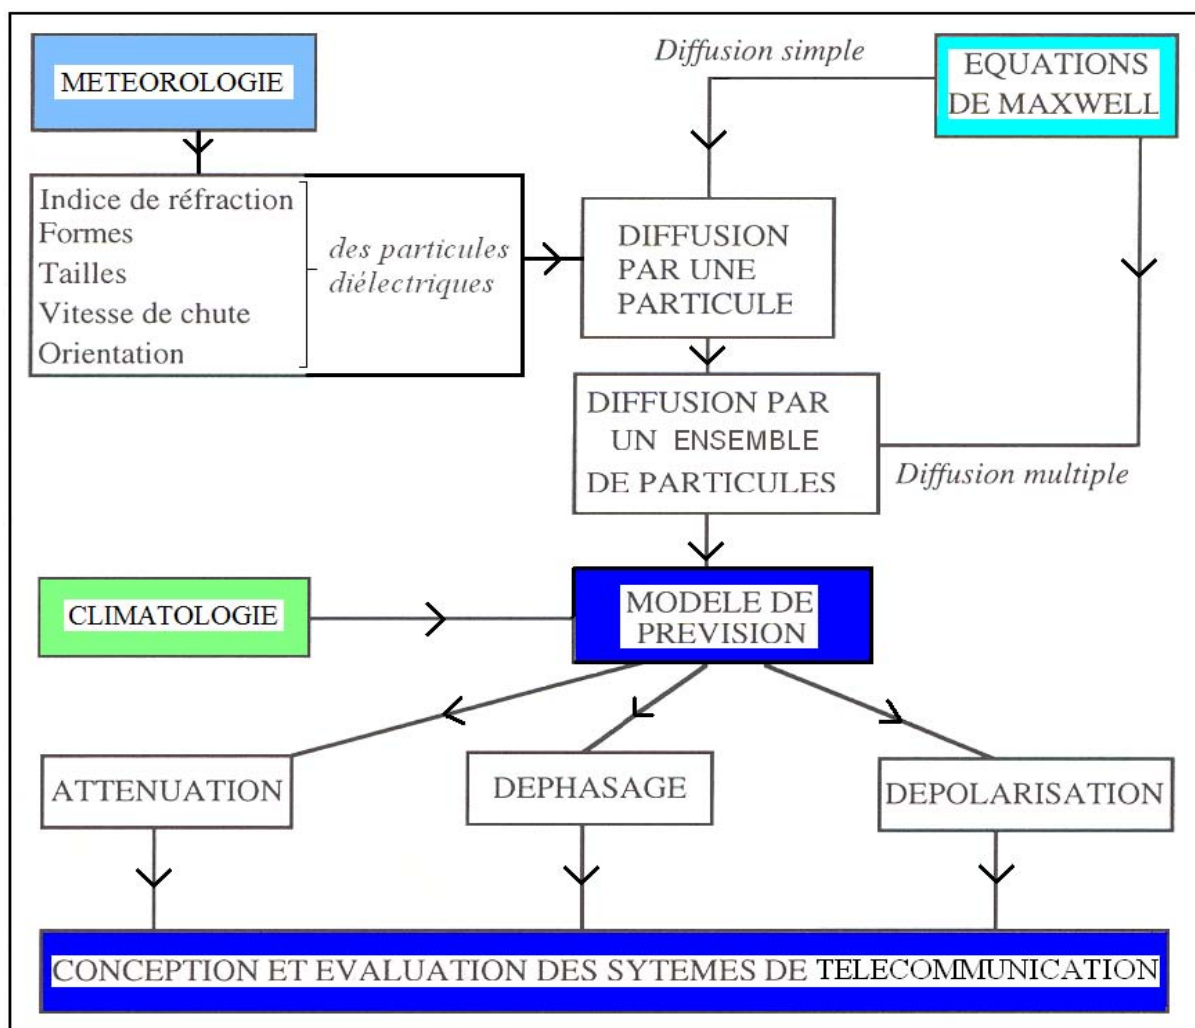 METEOROLOGIE
Diffusion simple
EQUATIONS
DE MAXWELL
Indice de réfraction
Formes
Tailles
Vitesse de chute
Orientation
des particules
diélectriques
DIFFUSION
PAR UNE
PARTICULE
DIFFUSION PAR
UN ENSEMBLE
DE PARTICULES
Diffusion multiple
CLIMATOLOGIE
MODELE DE
PREVISION
ATTENUATION
DEPHASAGE
DEPOLARISATION
CONCEPTION ET EVALUATION DES SYTEMES DE TELECOMMUNICATION